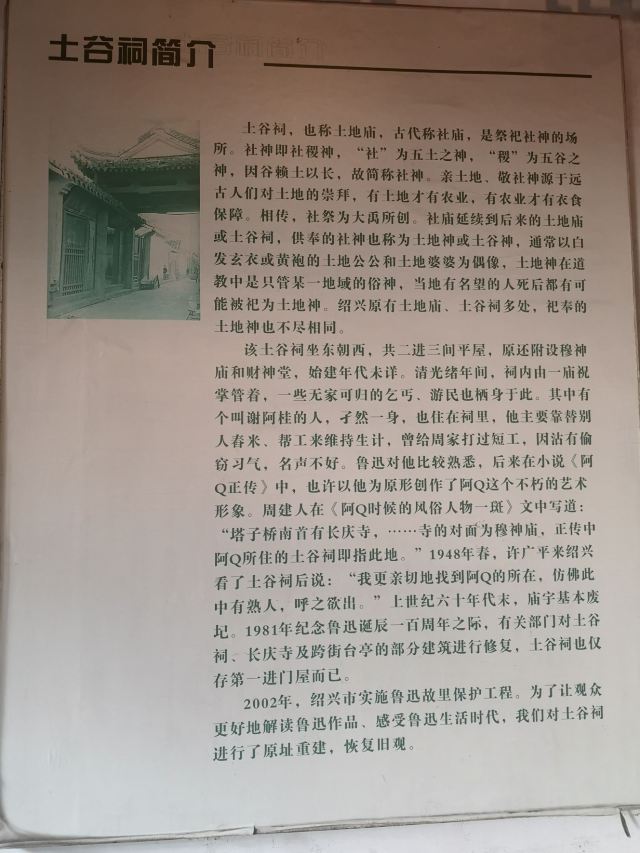 土谷祠简介
土谷祠，也称土地庙，古代称社庙，是祭祀社神的场
所。社神即社稷神，“社”为五土之神，“稷”为五谷之
神，因谷赖土以长，故简称社神。亲土地、敬社神源于远
古人们对土地的崇拜，有土地才有农业，有农业才有衣食
保障。相传，社祭为大禹所创。社庙延续到后来的土地庙
或土谷祠，供奉的社神也称为土地神或土谷神，通常以白
发玄衣或黄袍的土地公公和土地婆婆为偶像，土地神在道
教中是只管某一地域的俗神，当地有名望的人死后都有可
能被祀为土地神。绍兴原有土地庙、土谷祠多处，祀奉的
土地神也不尽相同。
该土谷祠坐东朝西，共二进三间平屋，原还附设穆神
庙和财神堂，始建年代未详。清光绪年间，祠内由一庙祝
掌管着，一些无家可归的乞丐、游民也栖身于此。其中有
个叫谢阿桂的人，孑然一身，也住在祠里，他主要靠替别
人舂米、帮工来维持生计，曾给周家打过短工，因沾有偷
窃习气，名声不好。鲁迅对他比较熟悉，后来在小说《阿
Q正传》中，也许以他为原形创作了阿Q这个不朽的艺术
形象。周建人在《阿Q时候的风俗人物一斑》文中写道：
“塔子桥南首有长庆寺，……寺的对面为穆神庙，正传中
阿Q所住的土谷祠即指此地。”1948年春，许广平来绍兴
看了土谷祠后说：“我更亲切地找到阿Q的所在，仿佛此
中有熟人，呼之欲出。”上世纪六十年代末，庙宇基本废
圮。1981年纪念鲁迅诞辰一百周年之际，有关部门对土谷
祠、长庆寺及跨街台亭的部分建筑进行修复，土谷祠也仅
存第一进门屋而已。
2002年，绍兴市实施鲁迅故里保护工程。为了让观众
更好地解读鲁迅作品、感受鲁迅生活时代，我们对土谷祠
进行了原址重建，恢复旧观。